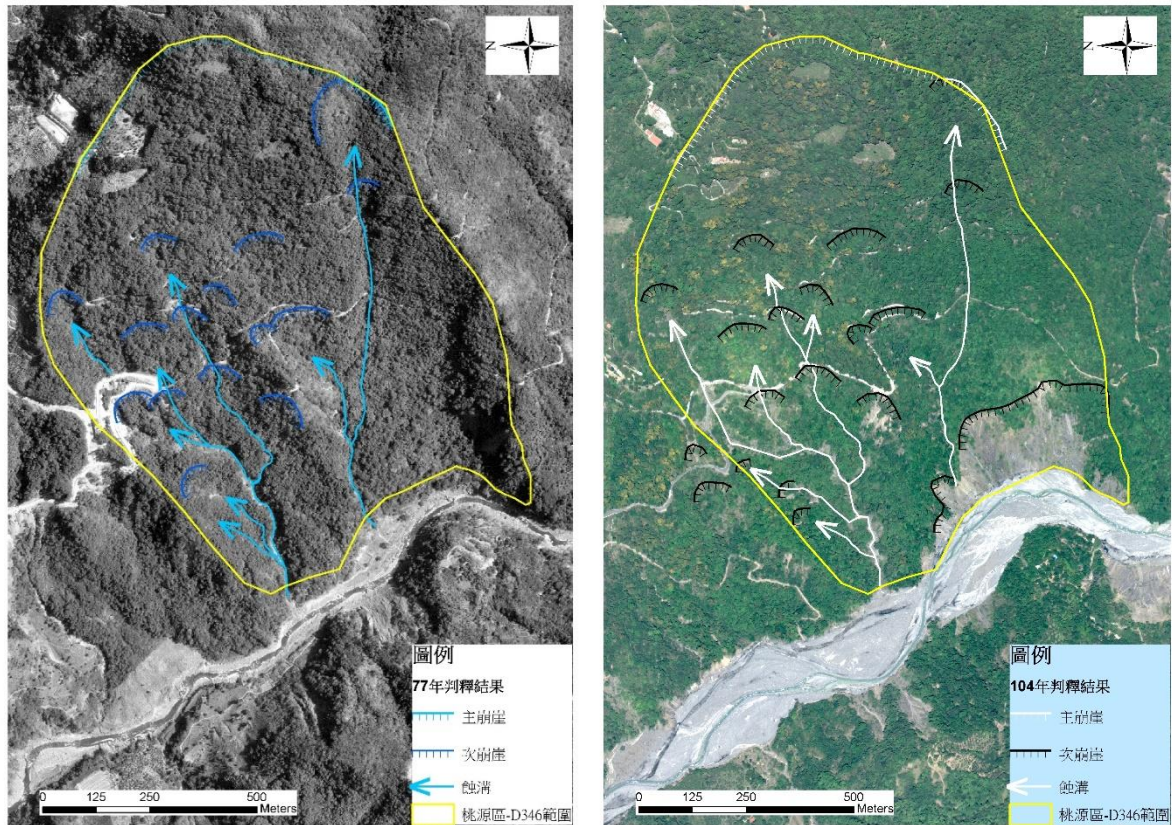 N
圖例
77年判釋結果
主崩崖
次崩崖
蝕溝
桃源區-D346範圍
0 125 250 500
Meters
N
圖例
104年判釋結果
主崩崖
次崩崖
蝕溝
桃源區-D346範圍
0 125 250 500
Meters